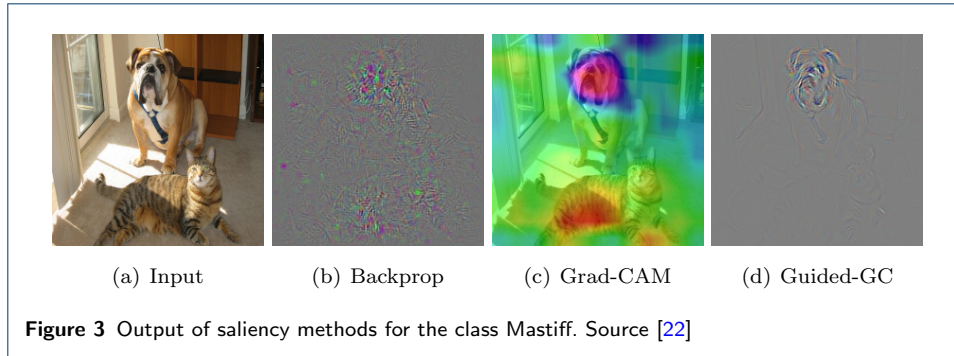 (a) Input (b) Backprop (c) Grad-CAM (d) Guided-GC
Figure 3 Output of saliency methods for the class Mastiff. Source [22]